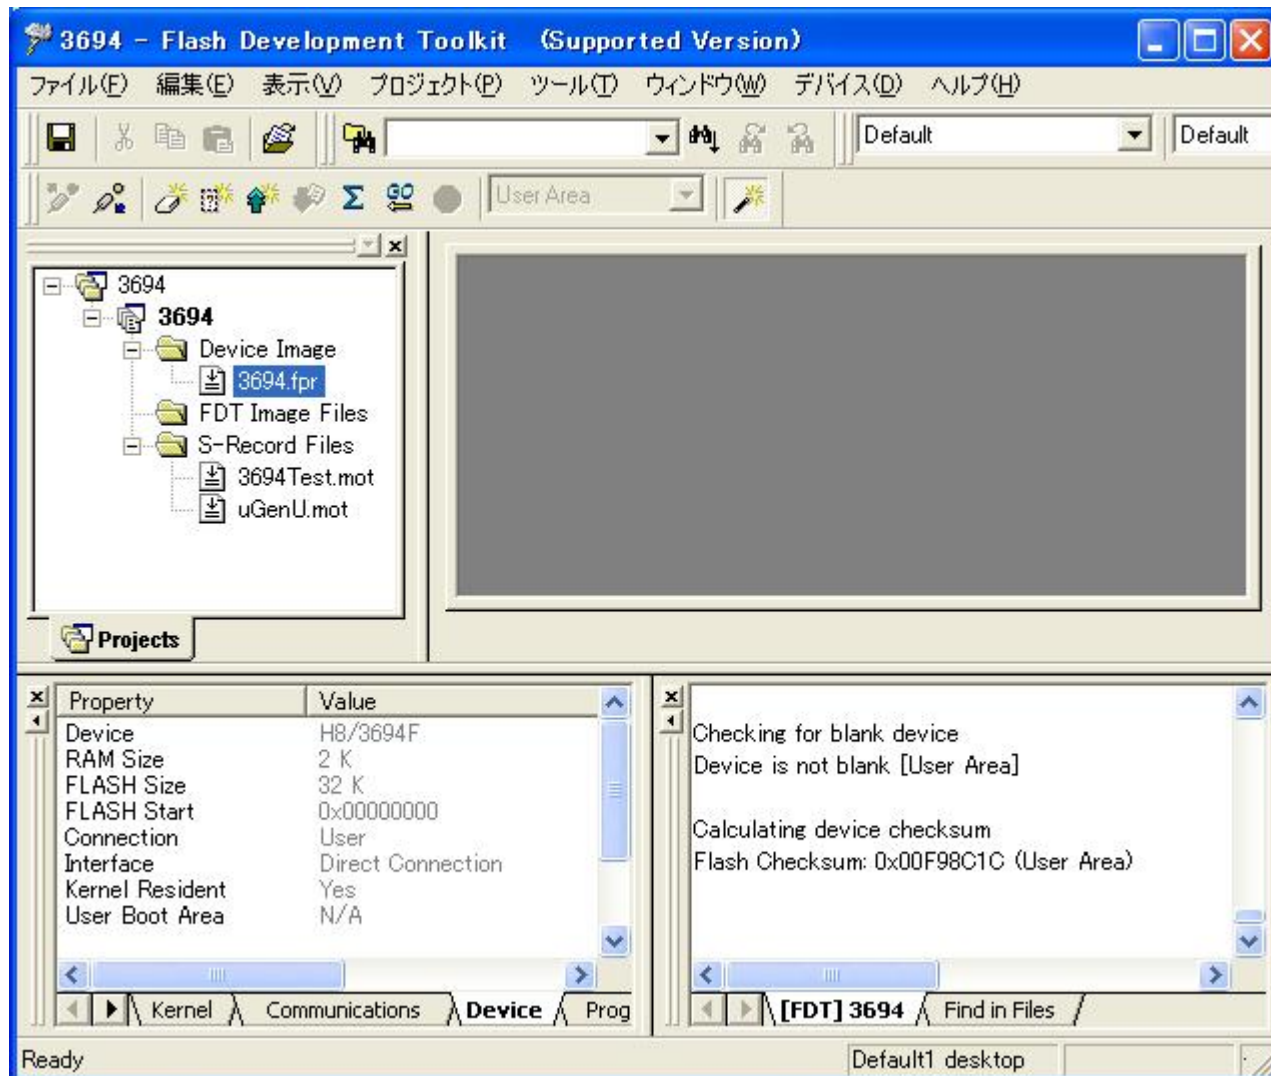 3694 - Flash Development Toolkit (Supported Version)
ファイル(F) 編集(E) 表示(V) プロジェクト(P) ツール(T) ウィンドウ(W) デバイス(D) ヘルプ(H)
Default Default
GO User Area
3694
3694
Device Image
3694.fpr
FDT Image Files
S-Record Files
3694Test.mot
uGenU.mot
Projects
Property Value
Device H8/3694F
RAM Size 2 K
FLASH Size 32 K
FLASH Start 0x00000000
Connection User
Interface Direct Connection
Kernel Resident Yes
User Boot Area N/A
Kernel Communications Device Prog
Checking for blank device
Device is not blank [User Area]
Calculating device checksum
Flash Checksum: 0x00F98C1C (User Area)
[FDT] 3694 Find in Files
Ready Default1 desktop